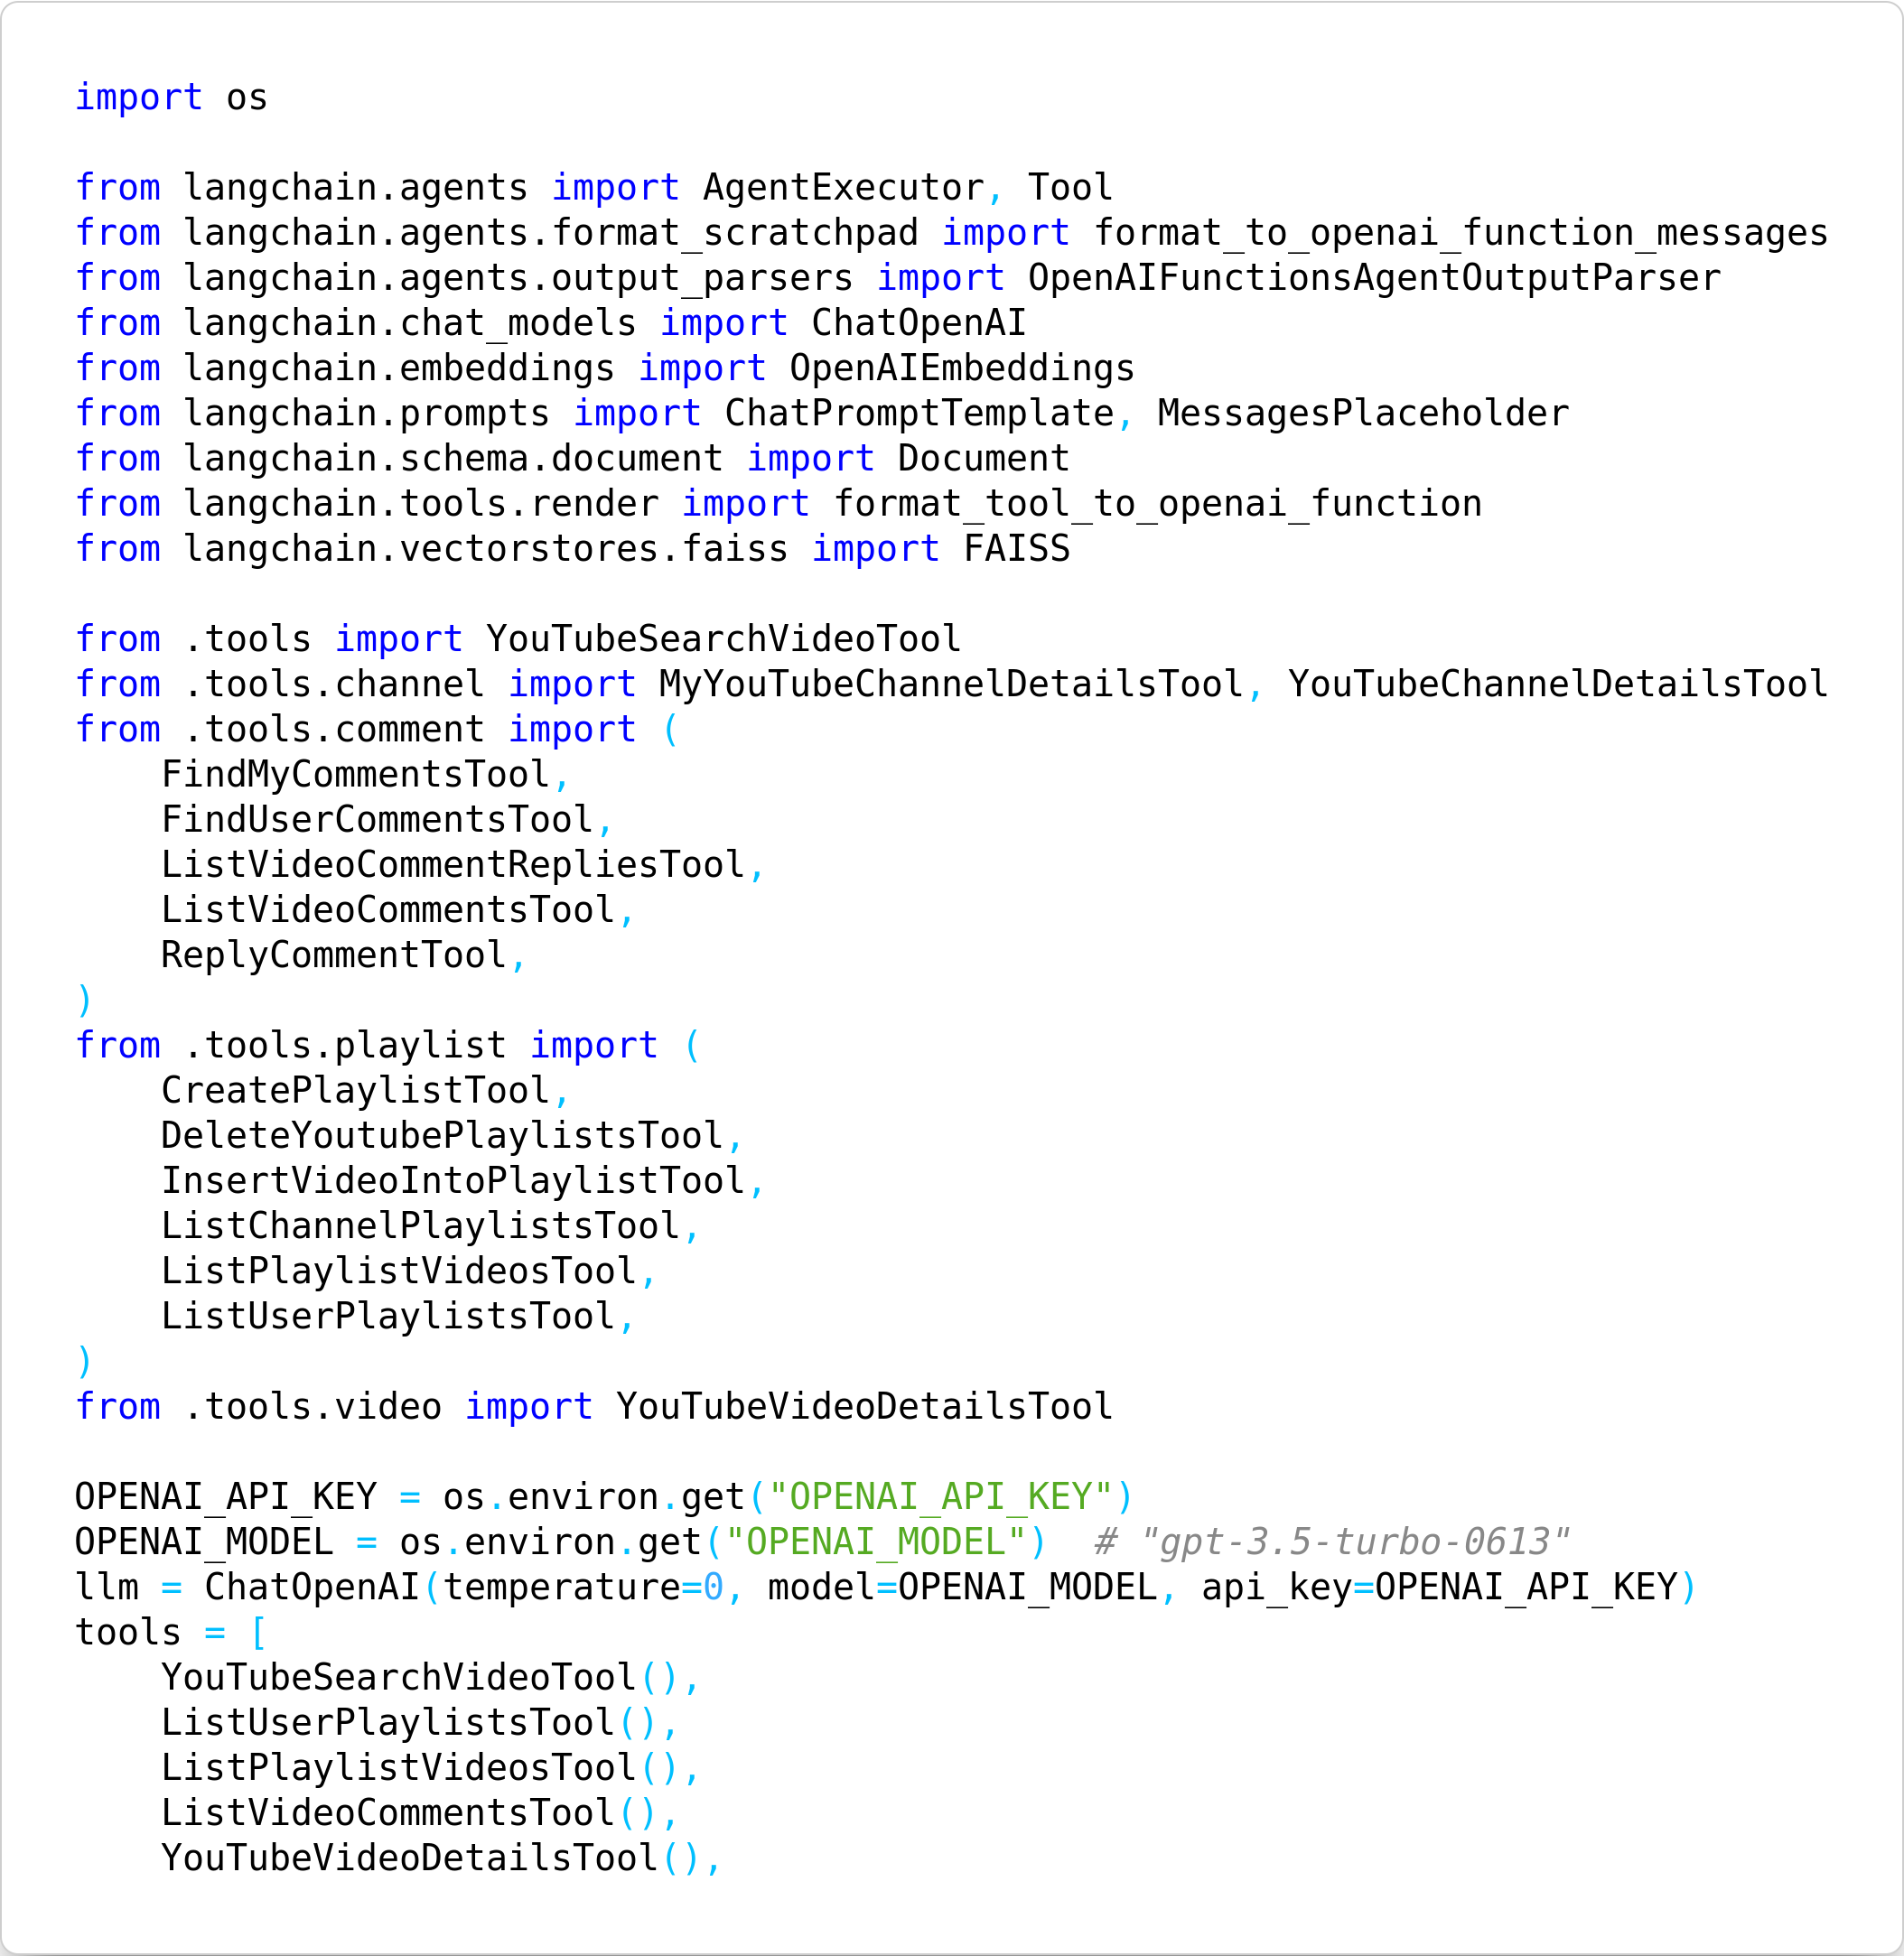 import os

from langchain.agents import AgentExecutor, Tool
from langchain.agents.format_scratchpad import format_to_openai_function_messages
from langchain.agents.output_parsers import OpenAIFunctionsAgentOutputParser
from langchain.chat_models import ChatOpenAI
from langchain.embeddings import OpenAIEmbeddings
from langchain.prompts import ChatPromptTemplate, MessagesPlaceholder
from langchain.schema.document import Document
from langchain.tools.render import format_tool_to_openai_function
from langchain.vectorstores.faiss import FAISS

from .tools import YouTubeSearchVideoTool
from .tools.channel import MyYouTubeChannelDetailsTool, YouTubeChannelDetailsTool
from .tools.comment import (
    FindMyCommentsTool,
    FindUserCommentsTool,
    ListVideoCommentRepliesTool,
    ListVideoCommentsTool,
    ReplyCommentTool,
)
from .tools.playlist import (
    CreatePlaylistTool,
    DeleteYoutubePlaylistsTool,
    InsertVideoIntoPlaylistTool,
    ListChannelPlaylistsTool,
    ListPlaylistVideosTool,
    ListUserPlaylistsTool,
)
from .tools.video import YouTubeVideoDetailsTool

OPENAI_API_KEY = os.environ.get("OPENAI_API_KEY")
OPENAI_MODEL = os.environ.get("OPENAI_MODEL")  # "gpt-3.5-turbo-0613"
llm = ChatOpenAI(temperature=0, model=OPENAI_MODEL, api_key=OPENAI_API_KEY)
tools = [
    YouTubeSearchVideoTool(),
    ListUserPlaylistsTool(),
    ListPlaylistVideosTool(),
    ListVideoCommentsTool(),
    YouTubeVideoDetailsTool(),